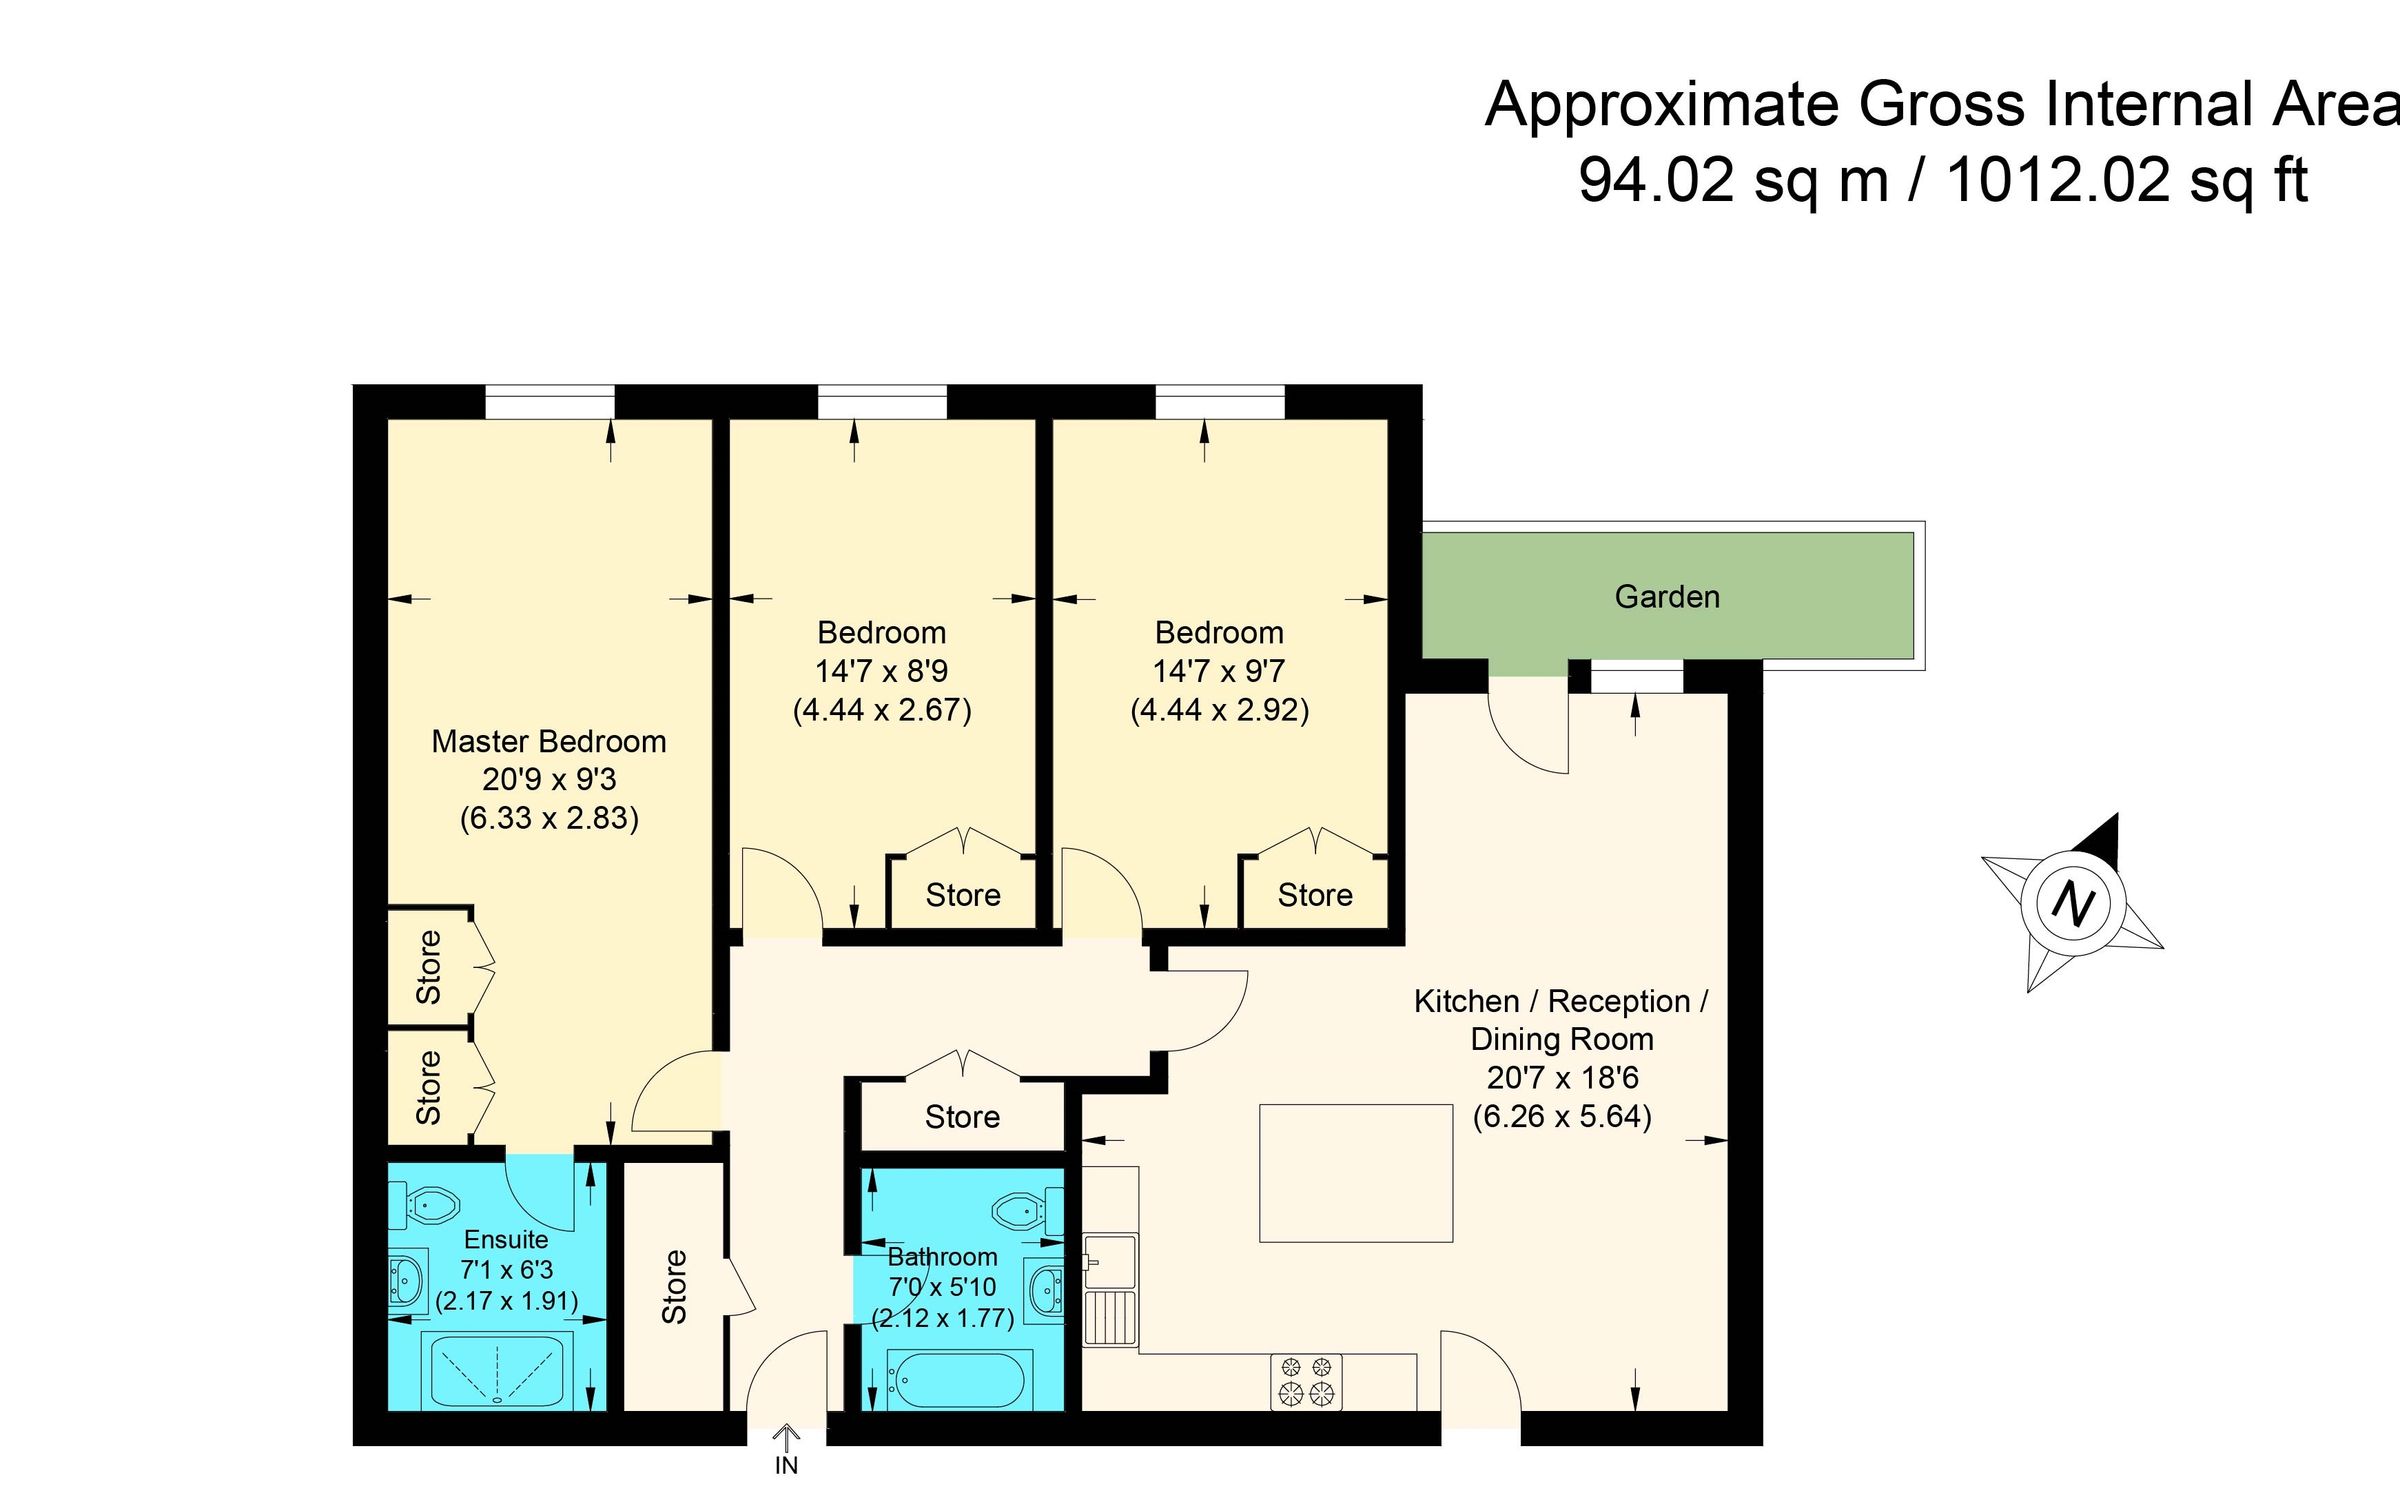 Approximate Gross Internal Area
94.02 sq m / 1012.02 sq ft
Garden
Bedroom
14'7 x 8'9
(4.44 x 2.67)
Bedroom
14'7 x 9'7
(4.44 x 2.92)
Master Bedroom
20'9 x 9'3
(6.33 x 2.83)
Store
Store
Store
Store
N
Kitchen / Reception /
Dining Room
20'7 x 18'6
(6.26 x 5.64)
Store
Ensuite
7'1 x 6'3
(2.17 x 1.91)
Store
Bathroom
7'0 x 5'10
(2.12 x 1.77)
IN